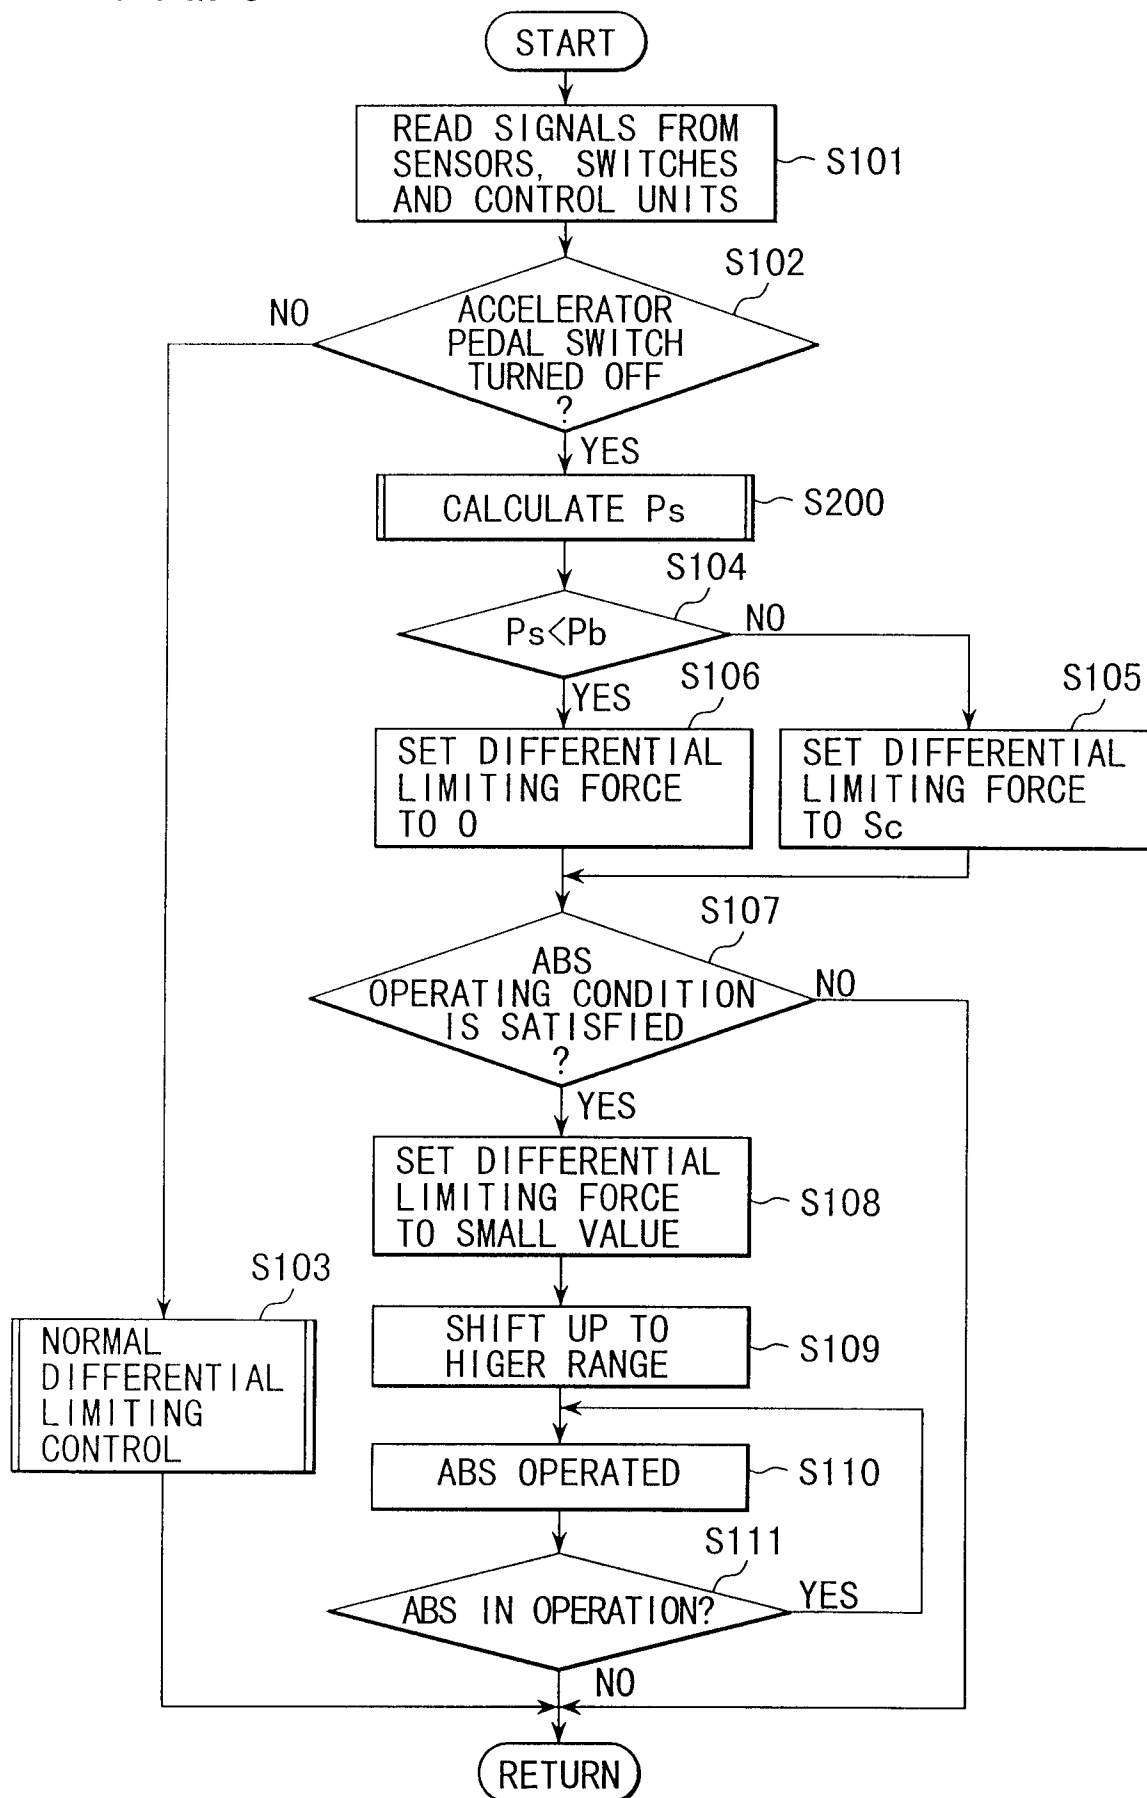 START
READ SIGNALS FROM
SENSORS, SWITCHES
AND CONTROL UNITS
S101
S102
ACCELERATOR
PEDAL SWITCH
TURNED OFF
?
NO
YES
CALCULATE Ps
S200
S104
Ps<Pb
NO
YES
S106
SET DIFFERENTIAL
LIMITING FORCE
TO 0
S105
SET DIFFERENTIAL
LIMITING FORCE
TO Sc
S107
ABS
OPERATING CONDITION
IS SATISFIED
?
NO
YES
SET DIFFERENTIAL
LIMITING FORCE
TO SMALL VALUE
S108
S103
NORMAL
DIFFERENTIAL
LIMITING
CONTROL
SHIFT UP TO
HIGER RANGE
S109
ABS OPERATED
S110
S111
ABS IN OPERATION?
YES
NO
RETURN